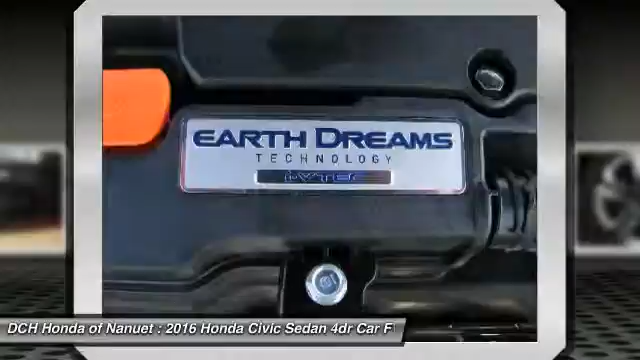 EARTH DREAMS
TECHNOLOGY
i-VTEC
DCH Honda of Nanuet : 2016 Honda Civic Sedan 4dr Car F